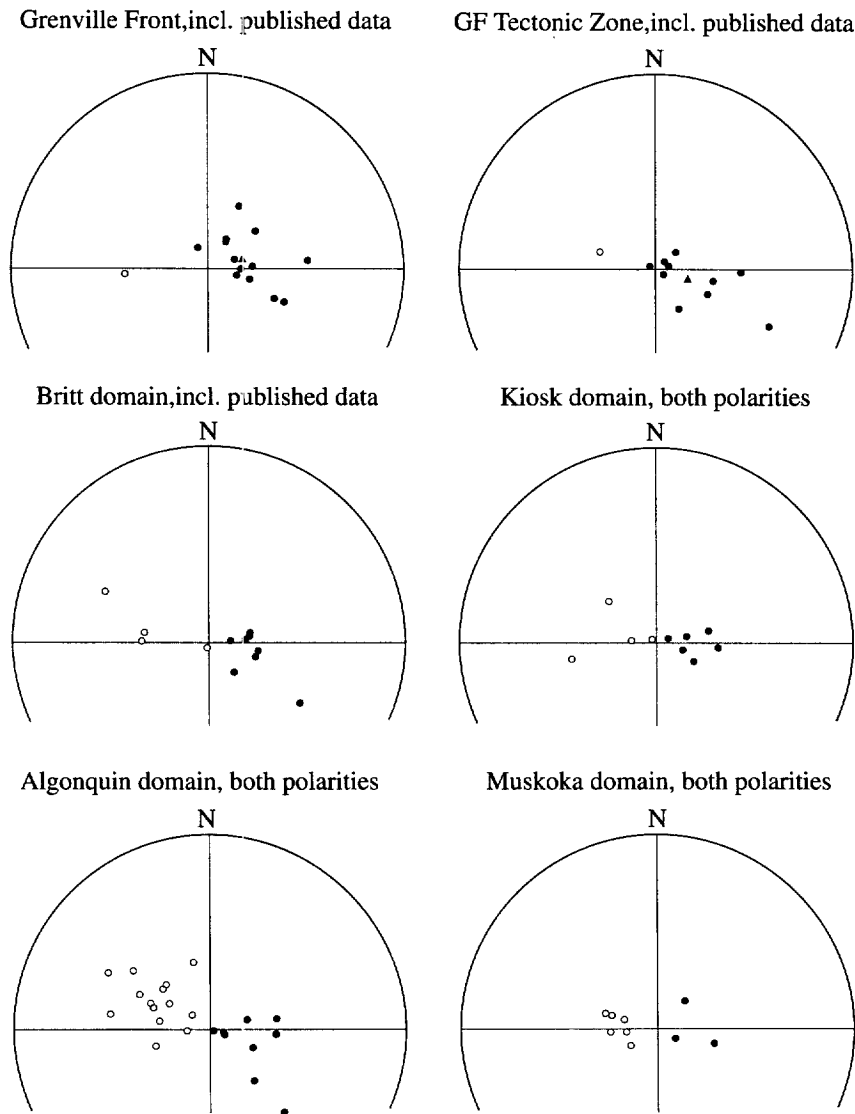 Grenville Front,incl. published data
GF Tectonic Zone,incl. published data
N
N
Britt domain,incl. published data
Kiosk domain, both polarities
N
N
Algonquin domain, both polarities
Muskoka domain, both polarities
N
N